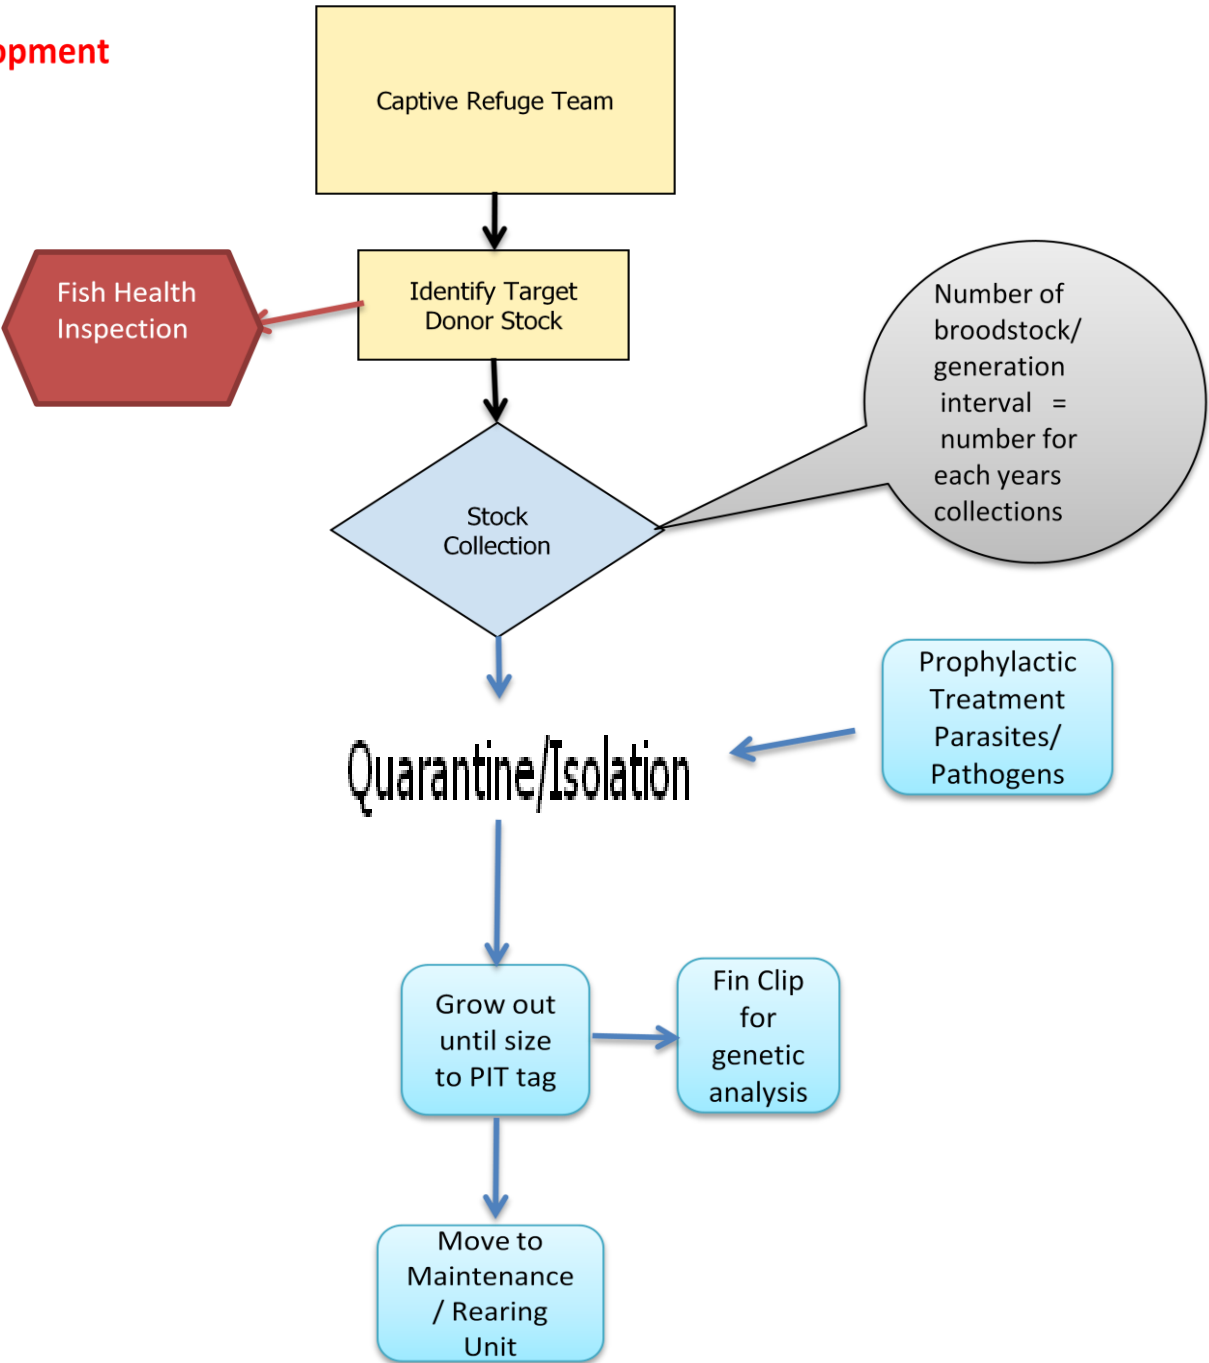 opment
Captive Refuge Team
Fish Health
Inspection
Identify Target
Donor Stock
Number of
broodstock/
generation
interval =
number for
each years
collections
Stock
Collection
Prophylactic
Treatment
Parasites/
Pathogens
Quarantine/Isolation
Grow out
until size
to PIT tag
Fin Clip
for
genetic
analysis
Move to
Maintenance
/ Rearing
Unit